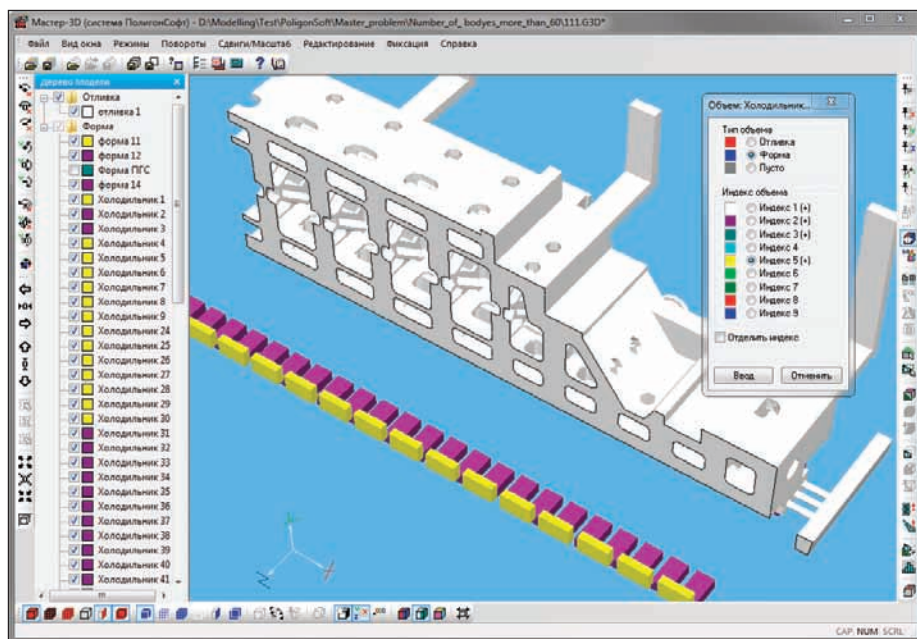 Мастер-3D (система ПолигонСофт) - D:\Modelling\Test\PoligonSoft\Master_problem\Number_of_ bodyes_more_than_60\111.G3D*
Файл Вид окна Режимы Повороты Сдвиги/Масштаб Редактирование Фиксация Справка
Дерево Модели
Отливка
отливка 1
Форма
форма 11
форма 12
Форма ПГС
форма 14
Холодильник 1
Холодильник 2
Холодильник 3
Холодильник 4
Холодильник 5
Холодильник 6
Холодильник 7
Холодильник 8
Холодильник 9
Холодильник 24
Холодильник 25
Холодильник 26
Холодильник 27
Холодильник 28
Холодильник 29
Холодильник 30
Холодильник 31
Холодильник 32
Холодильник 33
Холодильник 34
Холодильник 35
Холодильник 36
Холодильник 37
Холодильник 38
Холодильник 39
Холодильник 40
Холодильник 41
Объем: Холодильник...
Тип объема
Отливка
Форма
Пусто
Индекс объема
Индекс 1 (+)
Индекс 2 (+)
Индекс 3 (+)
Индекс 4
Индекс 5 (+)
Индекс 6
Индекс 7
Индекс 8
Индекс 9
Отделить индекс
Ввод Отменить
CAP NUM SCRL